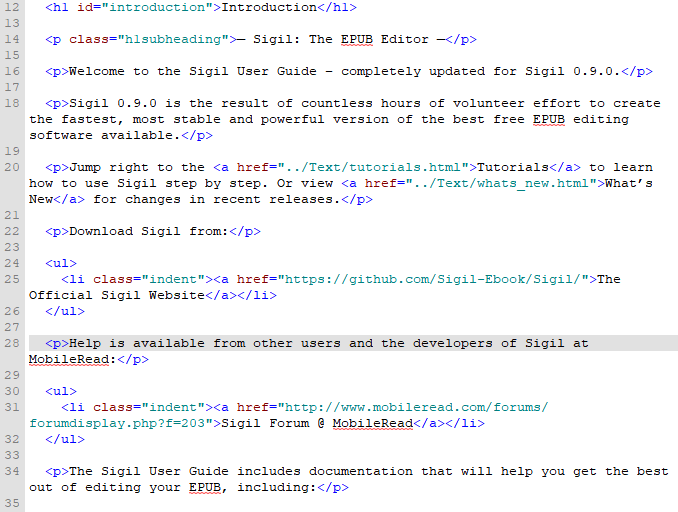 12 <h1 id="introduction">Introduction</h1>
13
14 <p class="h1subheading">— Sigil: The EPUB Editor —</p>
15
16 <p>Welcome to the Sigil User Guide – completely updated for Sigil 0.9.0.</p>
17
18 <p>Sigil 0.9.0 is the result of countless hours of volunteer effort to create
the fastest, most stable and powerful version of the best free EPUB editing
software available.</p>
19
20 <p>Jump right to the <a href="../Text/tutorials.html">Tutorials</a> to learn
how to use Sigil step by step. Or view <a href="../Text/whats_new.html">What’s
New</a> for changes in recent releases.</p>
21
22 <p>Download Sigil from:</p>
23
24 <ul>
25 <li class="indent"><a href="https://github.com/Sigil-Ebook/Sigil/">The
Official Sigil Website</a></li>
26 </ul>
27
28 <p>Help is available from other users and the developers of Sigil at
MobileRead:</p>
29
30 <ul>
31 <li class="indent"><a href="http://www.mobileread.com/forums/
forumdisplay.php?f=203">Sigil Forum @ MobileRead</a></li>
32 </ul>
33
34 <p>The Sigil User Guide includes documentation that will help you get the best
out of editing your EPUB, including:</p>
35